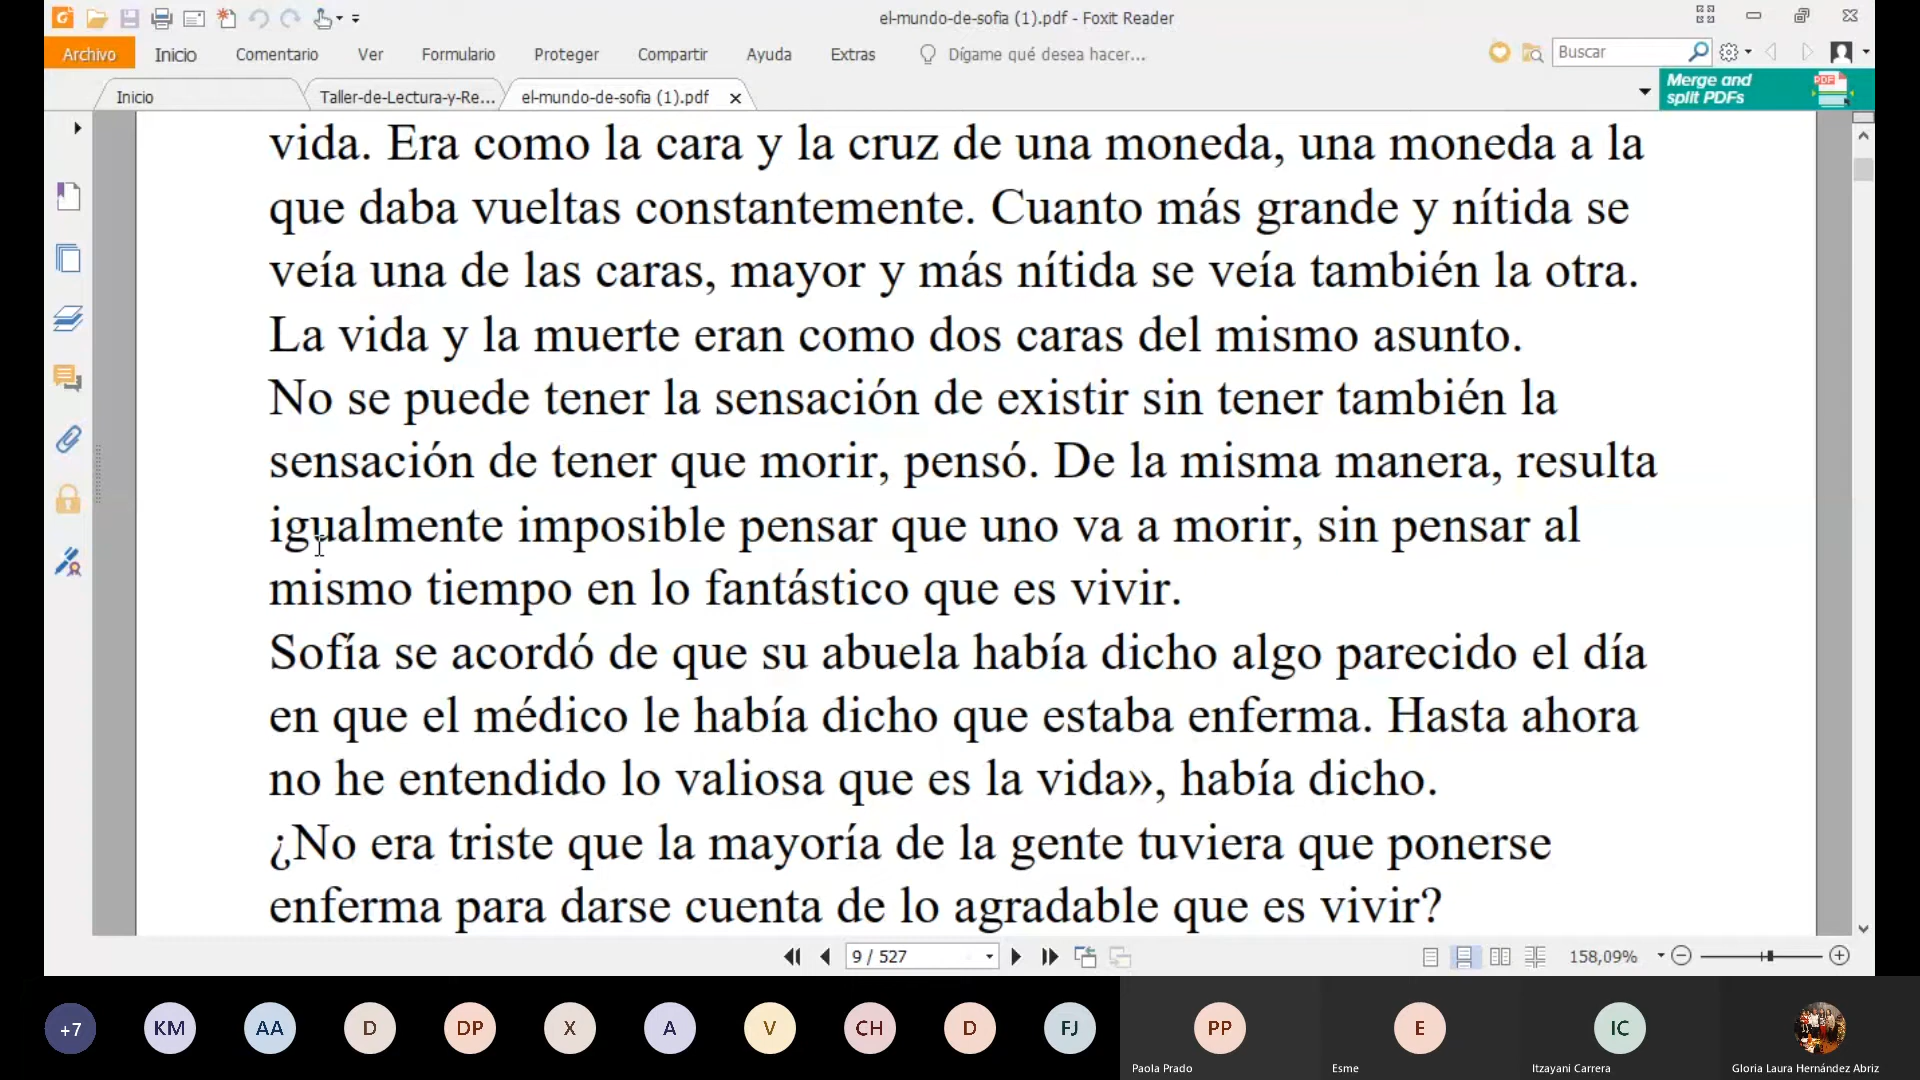 el-mundo-de-sofia (1).pdf - Foxit Reader
Archivo Inicio Comentario Ver Formulario Proteger Compartir Ayuda Extras Dígame qué desea hacer... Buscar
Inicio Taller-de-Lectura-y-Re... el-mundo-de-sofia (1).pdf
Merge and
split PDFs
PDF
vida. Era como la cara y la cruz de una moneda, una moneda a la
que daba vueltas constantemente. Cuanto más grande y nítida se
veía una de las caras, mayor y más nítida se veía también la otra.
La vida y la muerte eran como dos caras del mismo asunto.
No se puede tener la sensación de existir sin tener también la
sensación de tener que morir, pensó. De la misma manera, resulta
igualmente imposible pensar que uno va a morir, sin pensar al
mismo tiempo en lo fantástico que es vivir.
Sofía se acordó de que su abuela había dicho algo parecido el día
en que el médico le había dicho que estaba enferma. Hasta ahora
no he entendido lo valiosa que es la vida», había dicho.
¿No era triste que la mayoría de la gente tuviera que ponerse
enferma para darse cuenta de lo agradable que es vivir?
9 / 527 158,09%
+7 KM AA D DP X A V CH D FJ PP E IC
Paola Prado Esme Itzayani Carrera Gloria Laura Hernández Abriz